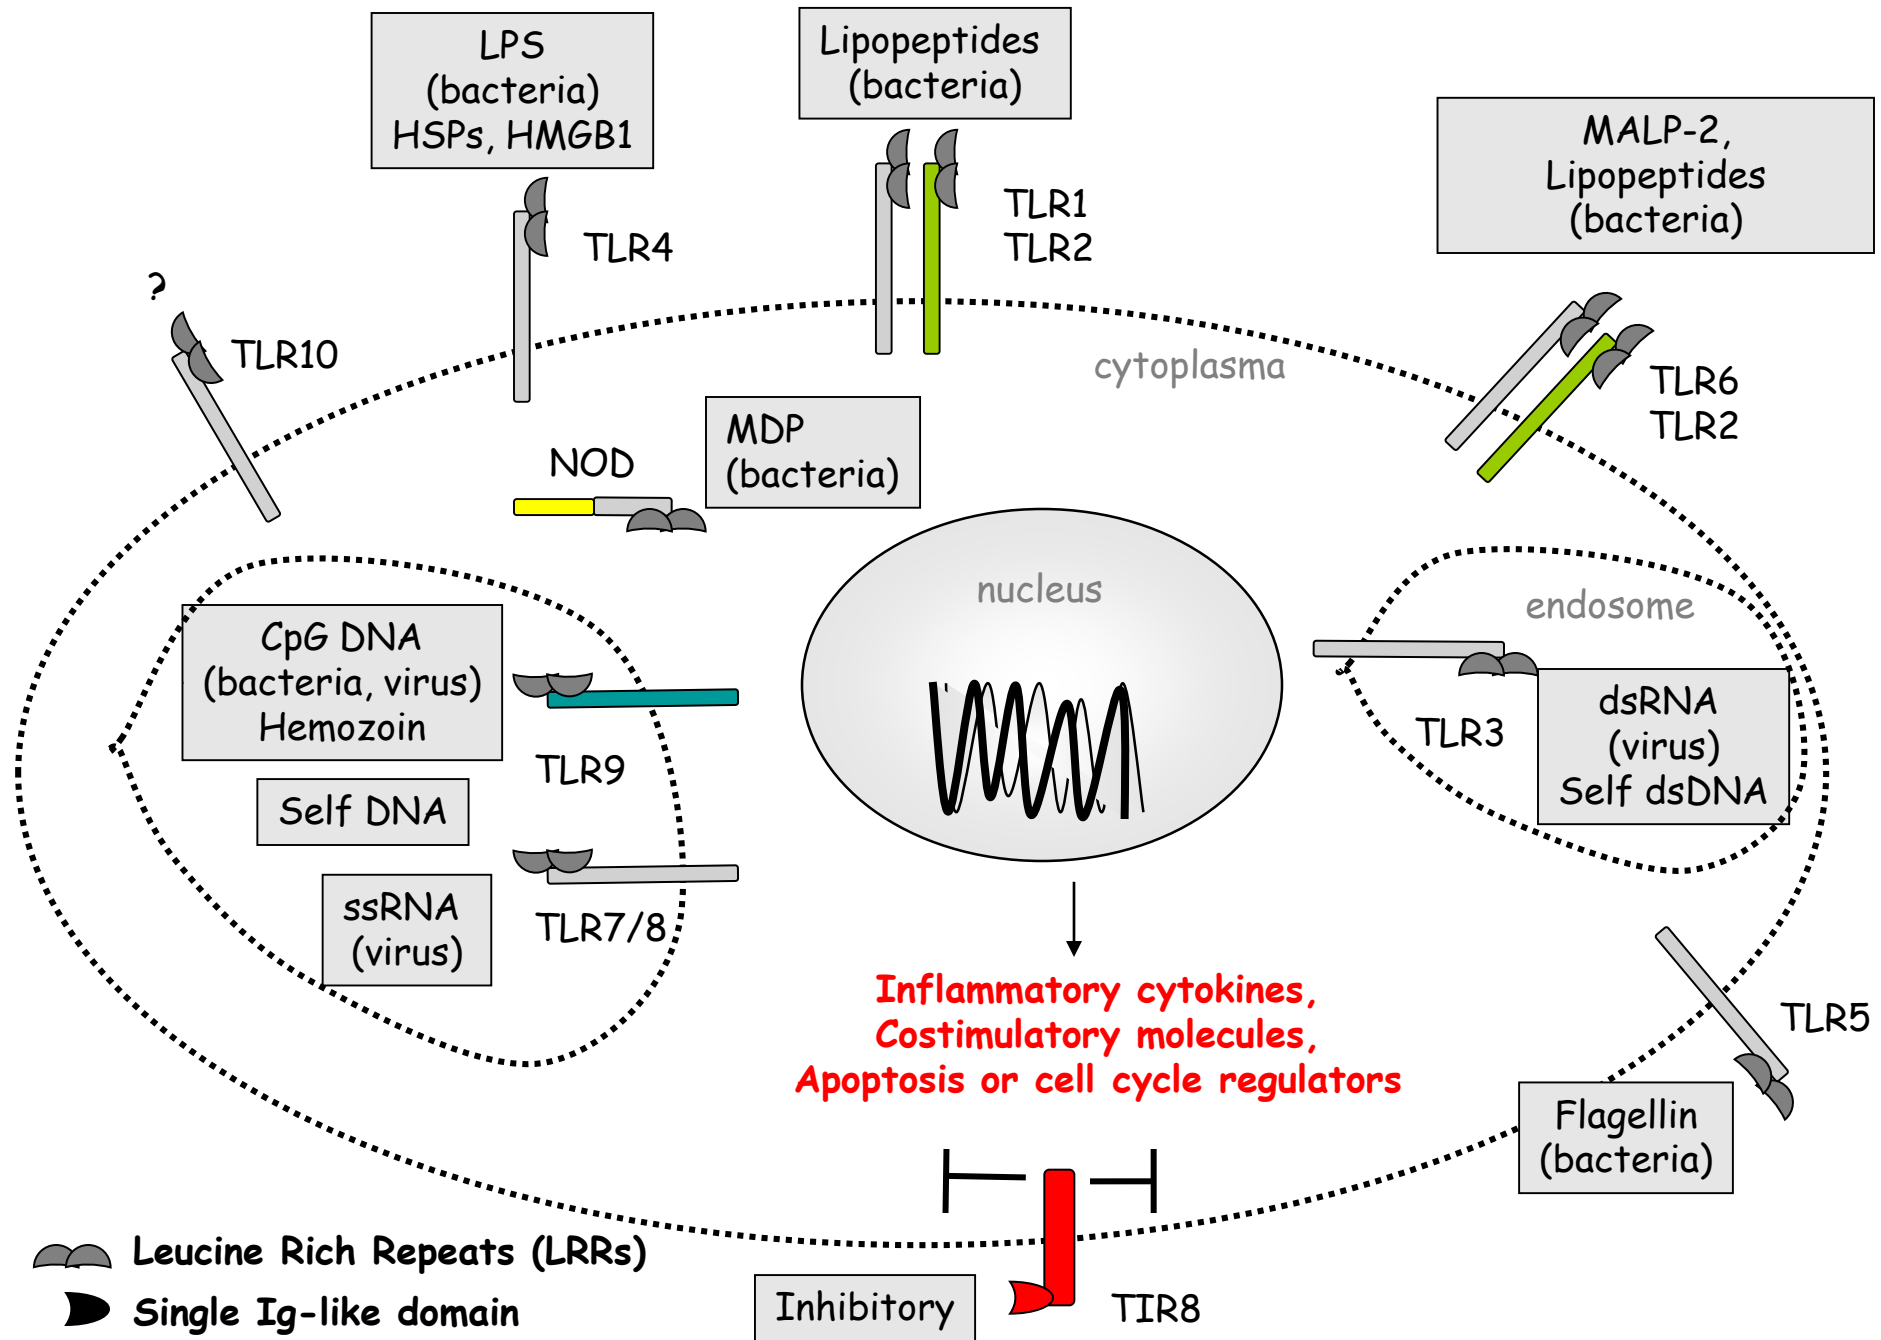 LPS
(bacteria)
HSPs, HMGB1
Lipopeptides
(bacteria)
MALP-2,
Lipopeptides
(bacteria)
TLR1
TLR2
TLR4
?
TLR10
cytoplasma
TLR6
TLR2
MDP
(bacteria)
NOD
nucleus
endosome
CpG DNA
(bacteria, virus)
Hemozoin
TLR9
Self DNA
ssRNA
(virus)
TLR7/8
TLR3
dsRNA
(virus)
Self dsDNA
Inflammatory cytokines,
Costimulatory molecules,
Apoptosis or cell cycle regulators
TLR5
Flagellin
(bacteria)
Leucine Rich Repeats (LRRs)
Single Ig-like domain
Inhibitory
TIR8